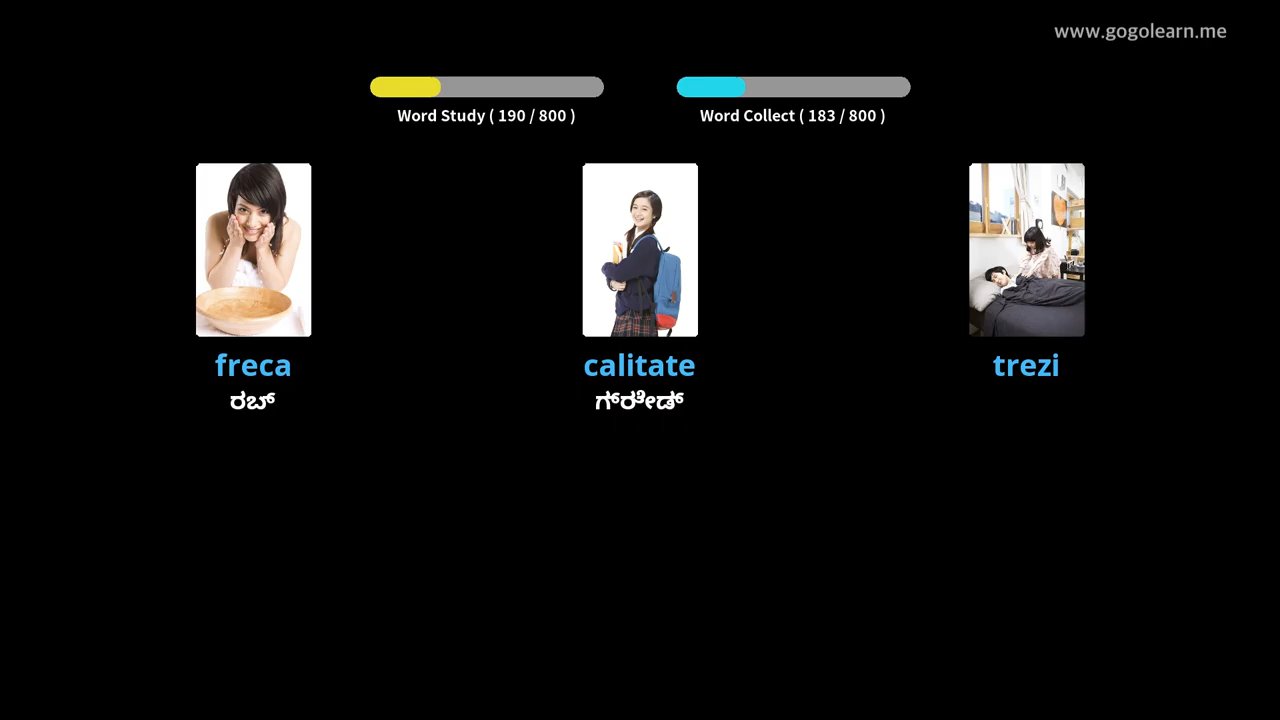 www.gogolearn.me
Word Study ( 190 / 800 )
Word Collect ( 183 / 800 )
freca
calitate
trezi
ರಬ್
ಗ್ರೇಡ್